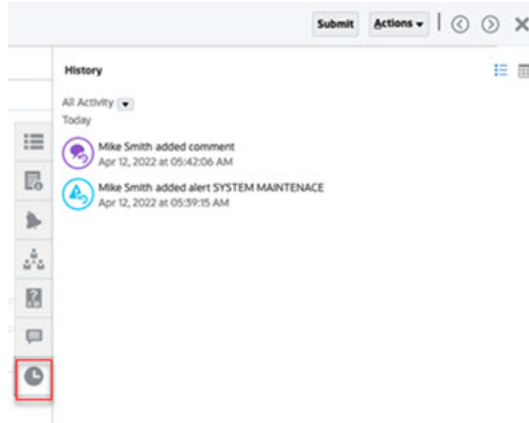 Submit Actions
History
All Activity
Today
Mike Smith added comment
Apr 12, 2022 at 05:42:06 AM
Mike Smith added alert SYSTEM MAINTENACE
Apr 12, 2022 at 05:39:15 AM